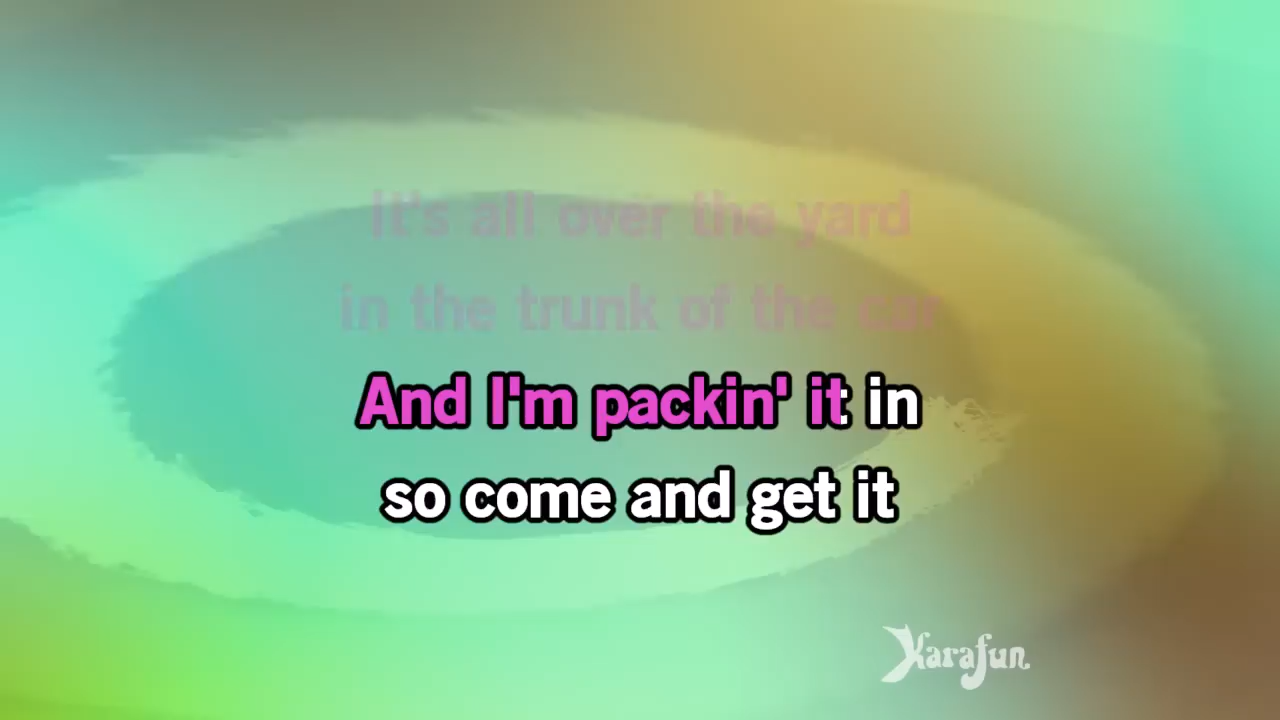 It's all over the yard
in the trunk of the car
And I'm packin' it in
so come and get it
Karafun